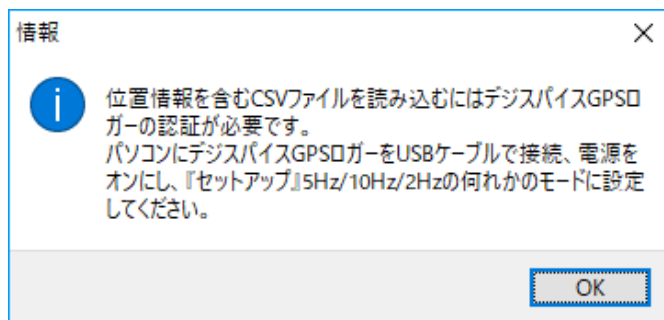 情報
位置情報を含むCSVファイルを読み込むにはデジスパイスGPSロ
ガーの認証が必要です。
パソコンにデジスパイスGPSロガーをUSBケーブルで接続、電源を
オンにし、『セットアップ』5Hz/10Hz/2Hzの何れかのモードに設定
してください。
OK